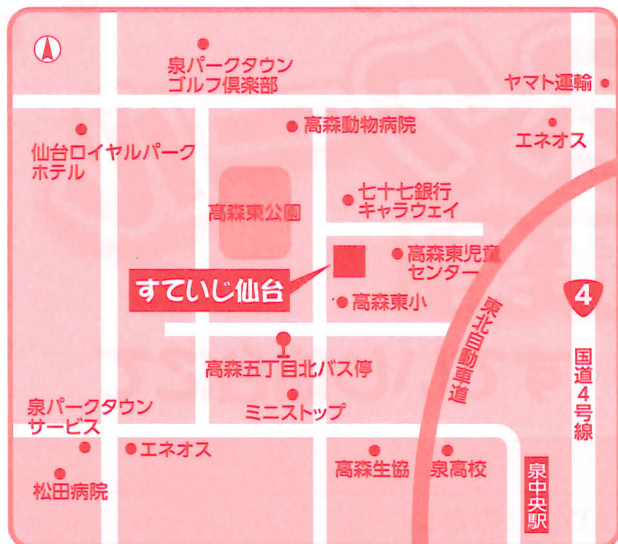 泉パークタウン
ゴルフ倶楽部
ヤマト運輸
仙台ロイヤルパーク
ホテル
高森動物病院
エネオス
七十七銀行
キャラウェイ
高森東公園
高森東児童
センター
すていじ仙台
高森東小
4
東北自動車道
国道4号線
高森五丁目北バス停
泉パークタウン
サービス
ミニストップ
エネオス
松田病院
高森生協
泉高校
泉中央駅